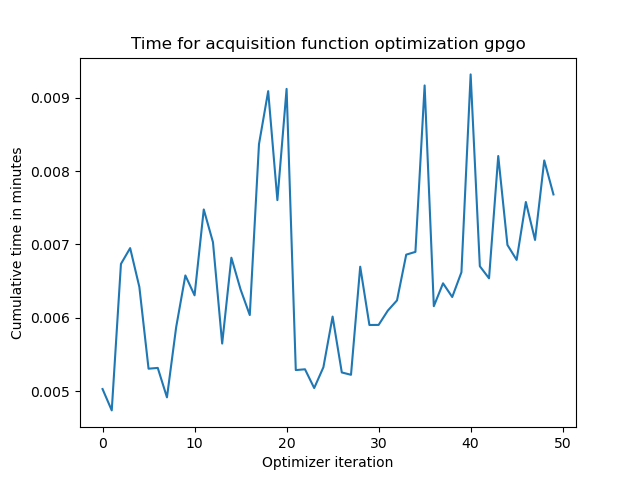 Time for acquisition function optimization gpgo
Cumulative time in minutes
0.009
0.008
0.007
0.006
0.005
0 10 20 30 40 50
Optimizer iteration